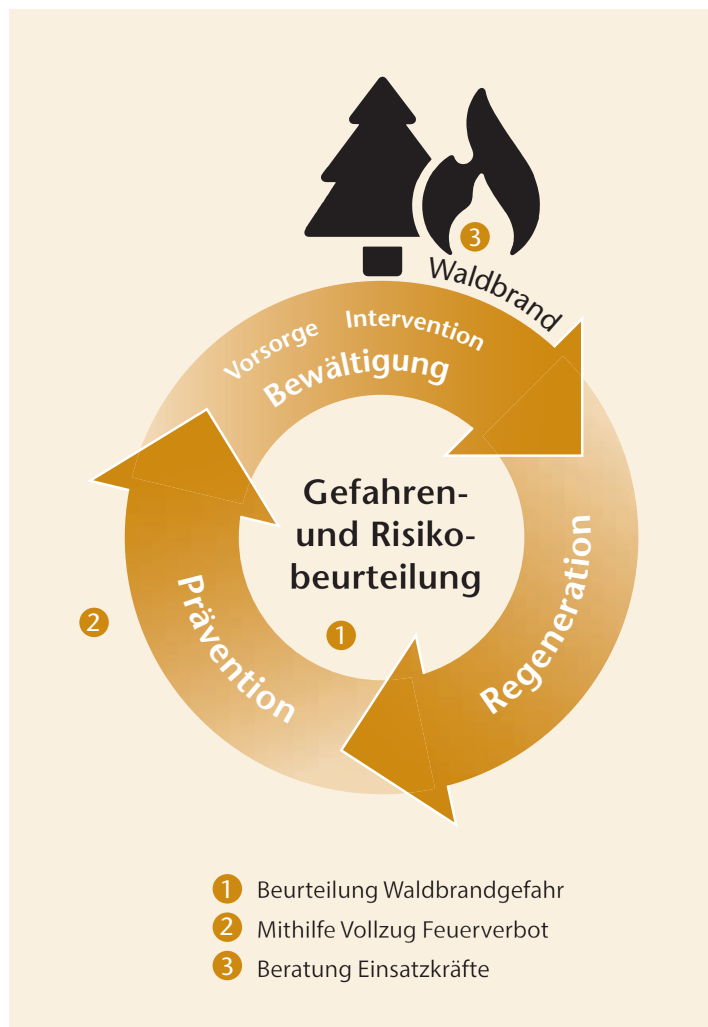 3
Waldbrand
Vorsorge Intervention
Bewältigung
Gefahren-
und Risiko-
beurteilung
Regeneration
Prävention
2
1
1 Beurteilung Waldbrandgefahr
2 Mithilfe Vollzug Feuerverbot
3 Beratung Einsatzkräfte